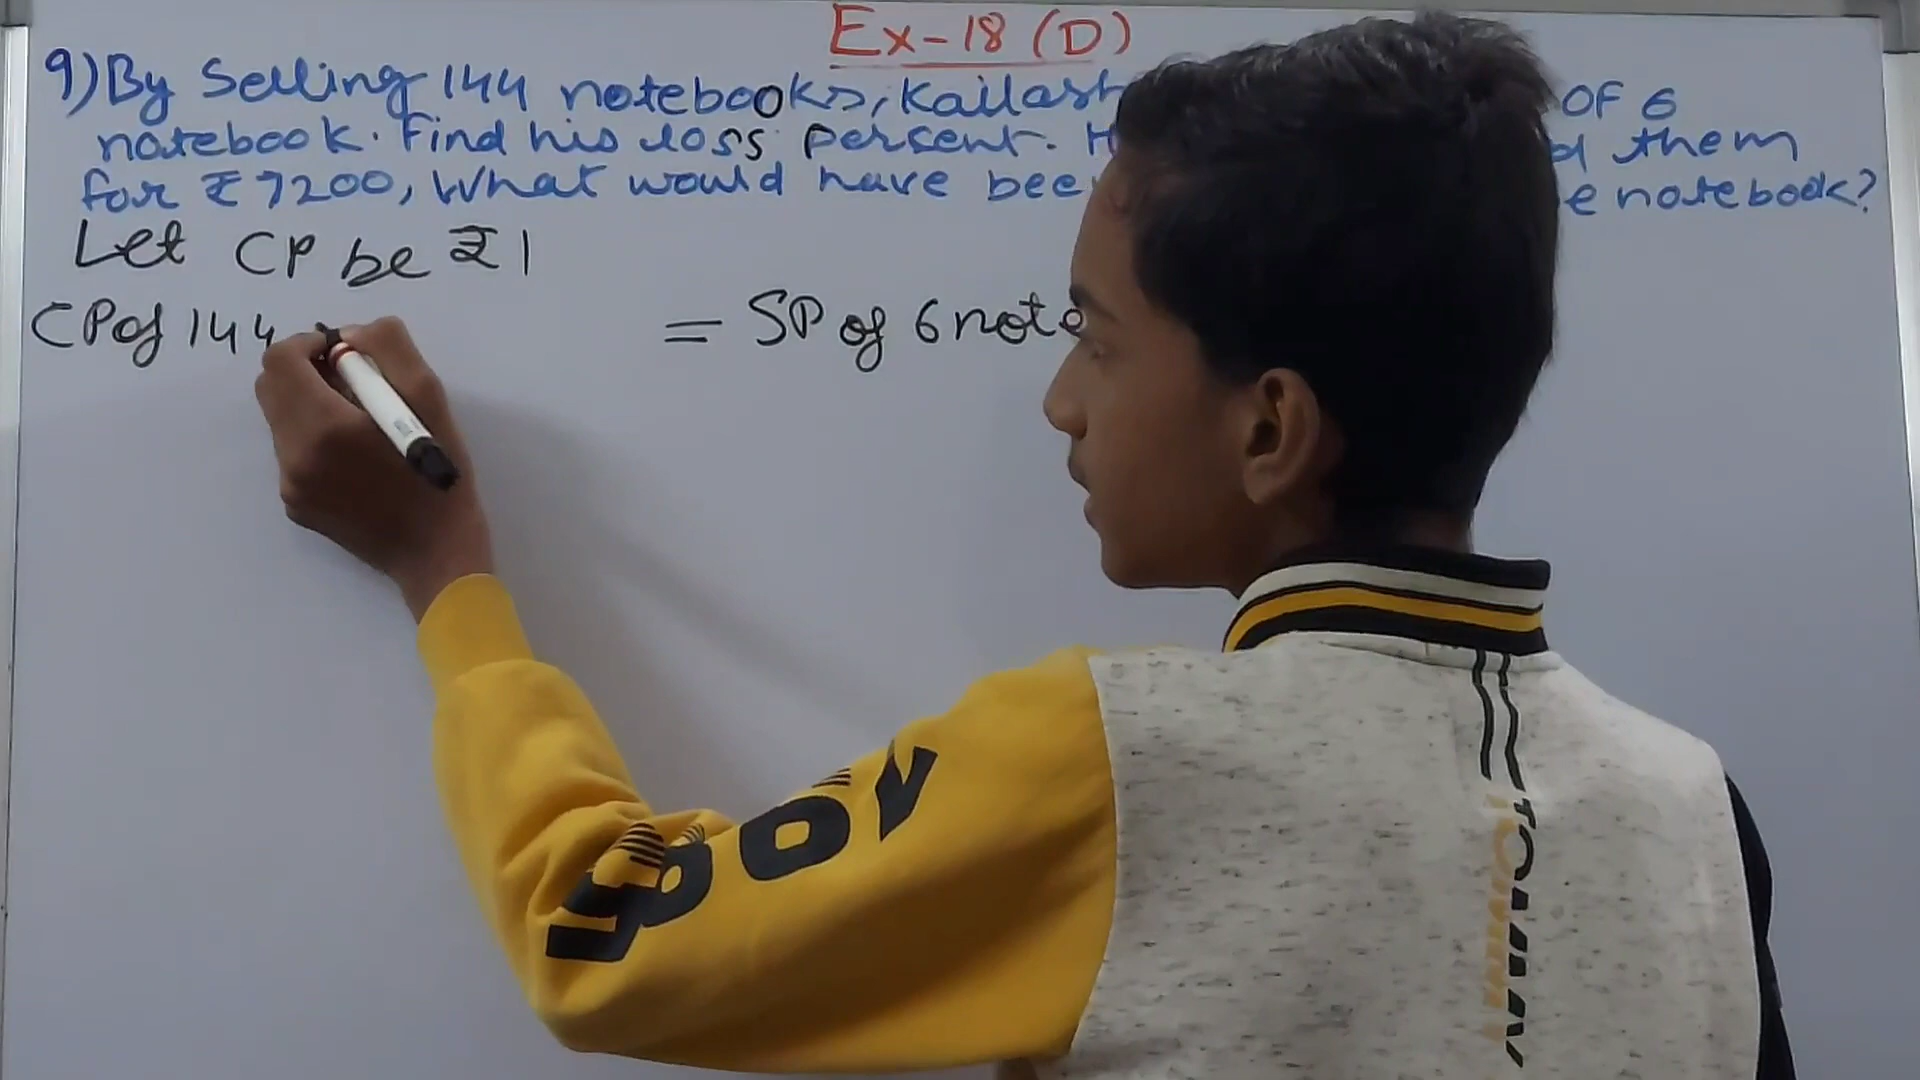 Ex-18 (D)
9) By Selling 144 notebooks, Kailash OF 6
notebook. Find his loss percent. H them
for ₹7200, What would have bee e notebook?
Let CP be ₹1
CP of 144 = SP of 6 note